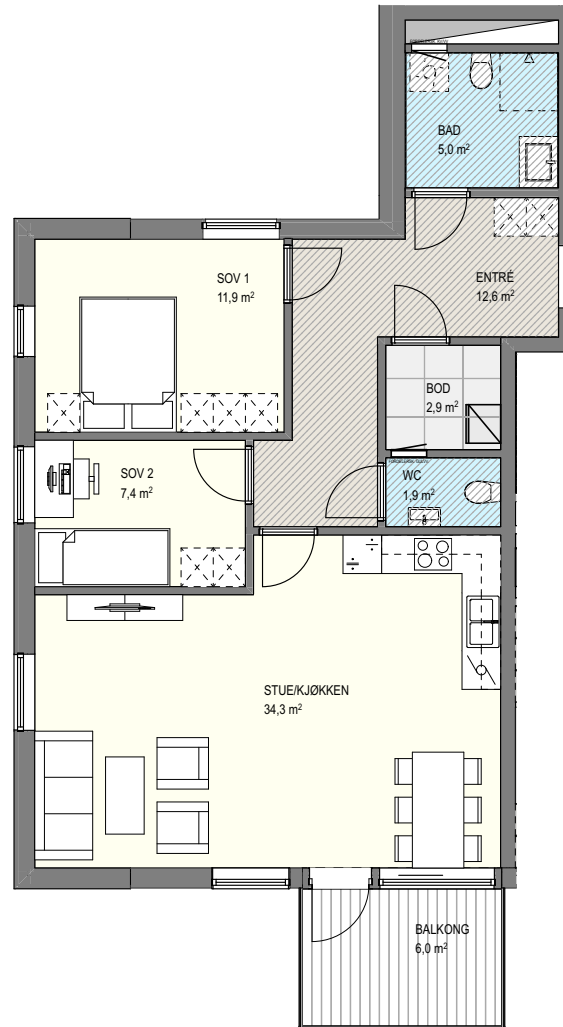 BAD
5,0 m²
SOV 1
11,9 m²
ENTRÉ
12,6 m²
BOD
2,9 m²
SOV 2
7,4 m²
WC
1,9 m²
STUE/KJØKKEN
34,3 m²
BALKONG
6,0 m²